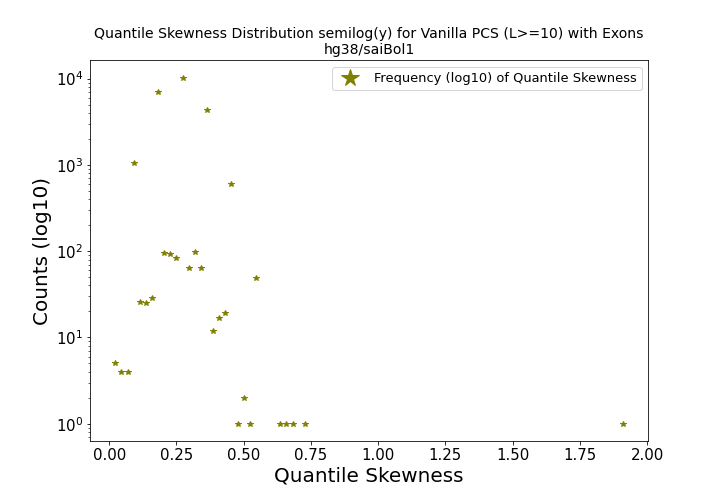 Quantile Skewness Distribution semilog(y) for Vanilla PCS (L>=10) with Exons
hg38/saiBol1
Frequency (log10) of Quantile Skewness
Counts (log10)
10^4
10^3
10^2
10^1
10^0
0.00 0.25 0.50 0.75 1.00 1.25 1.50 1.75 2.00
Quantile Skewness